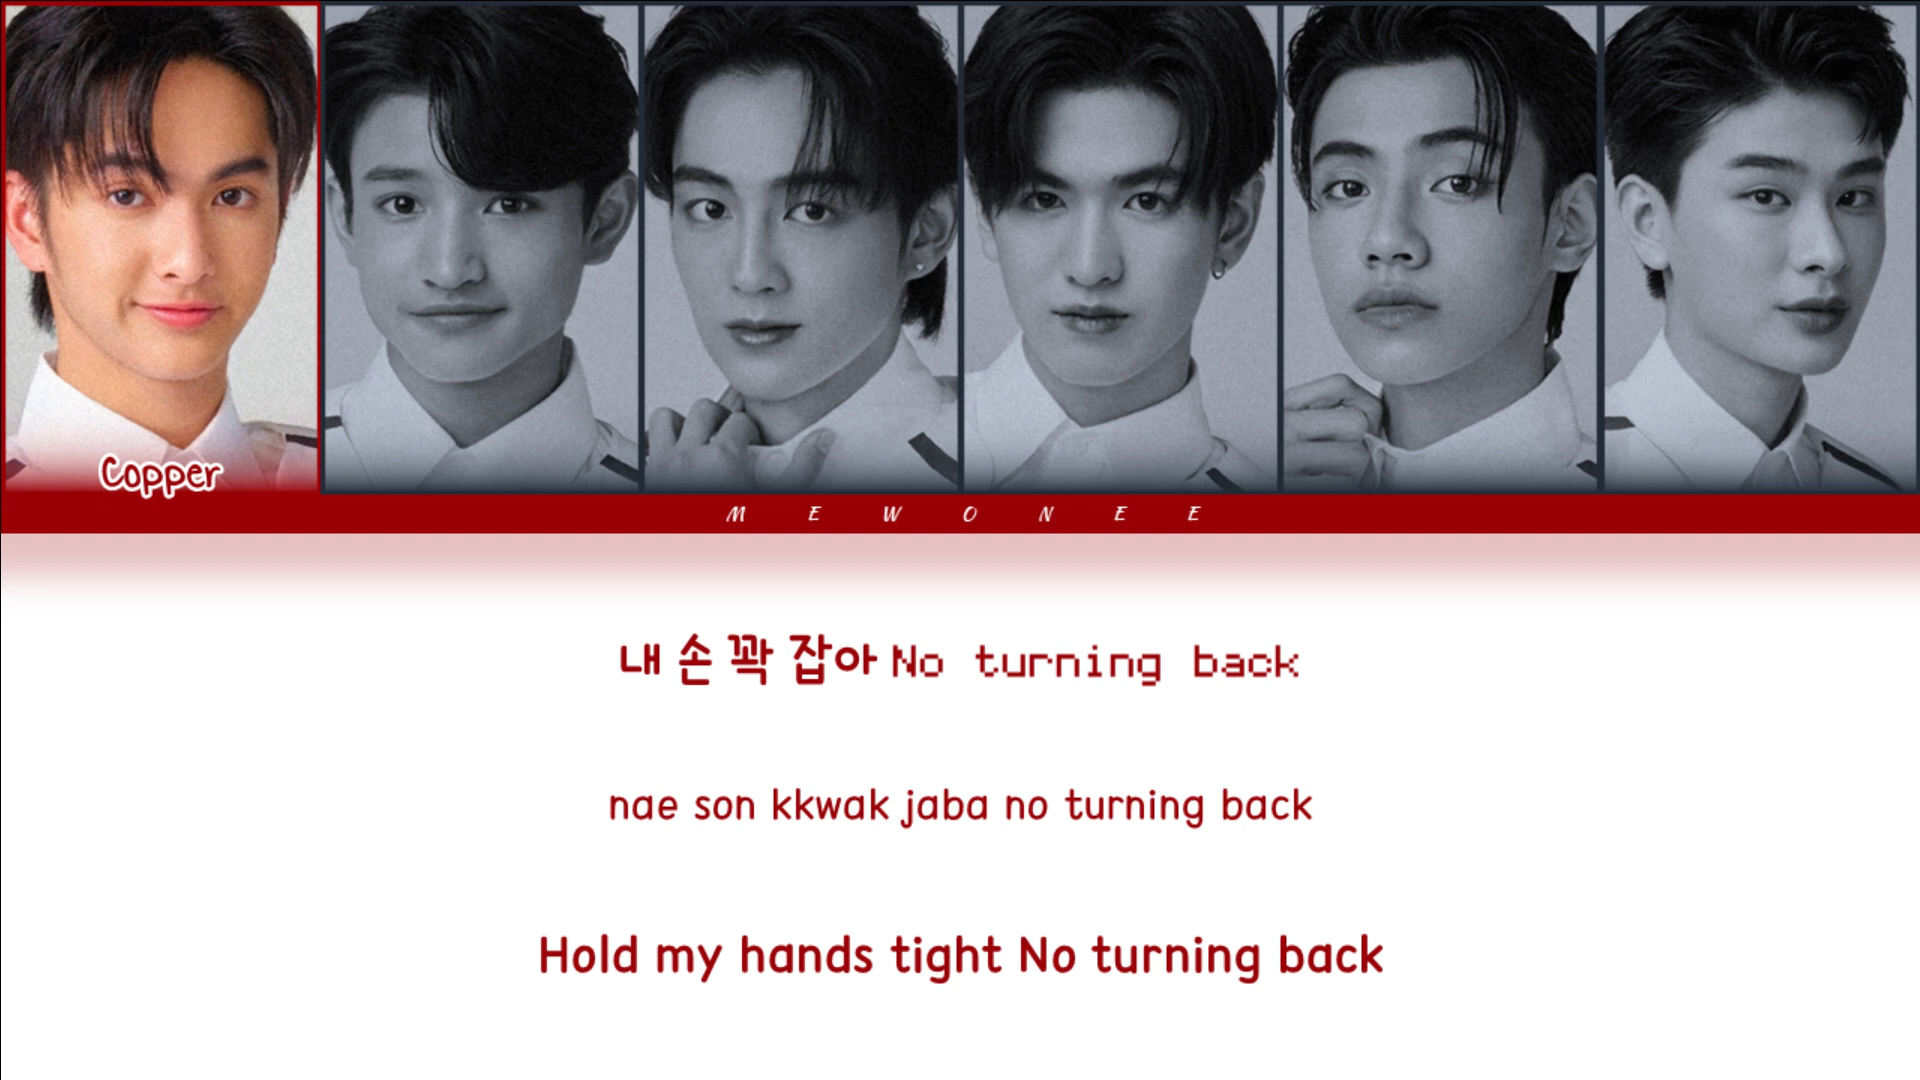 Copper
M E W O N E E
내 손 꽉 잡아 No turning back
nae son kkwak jaba no turning back
Hold my hands tight No turning back